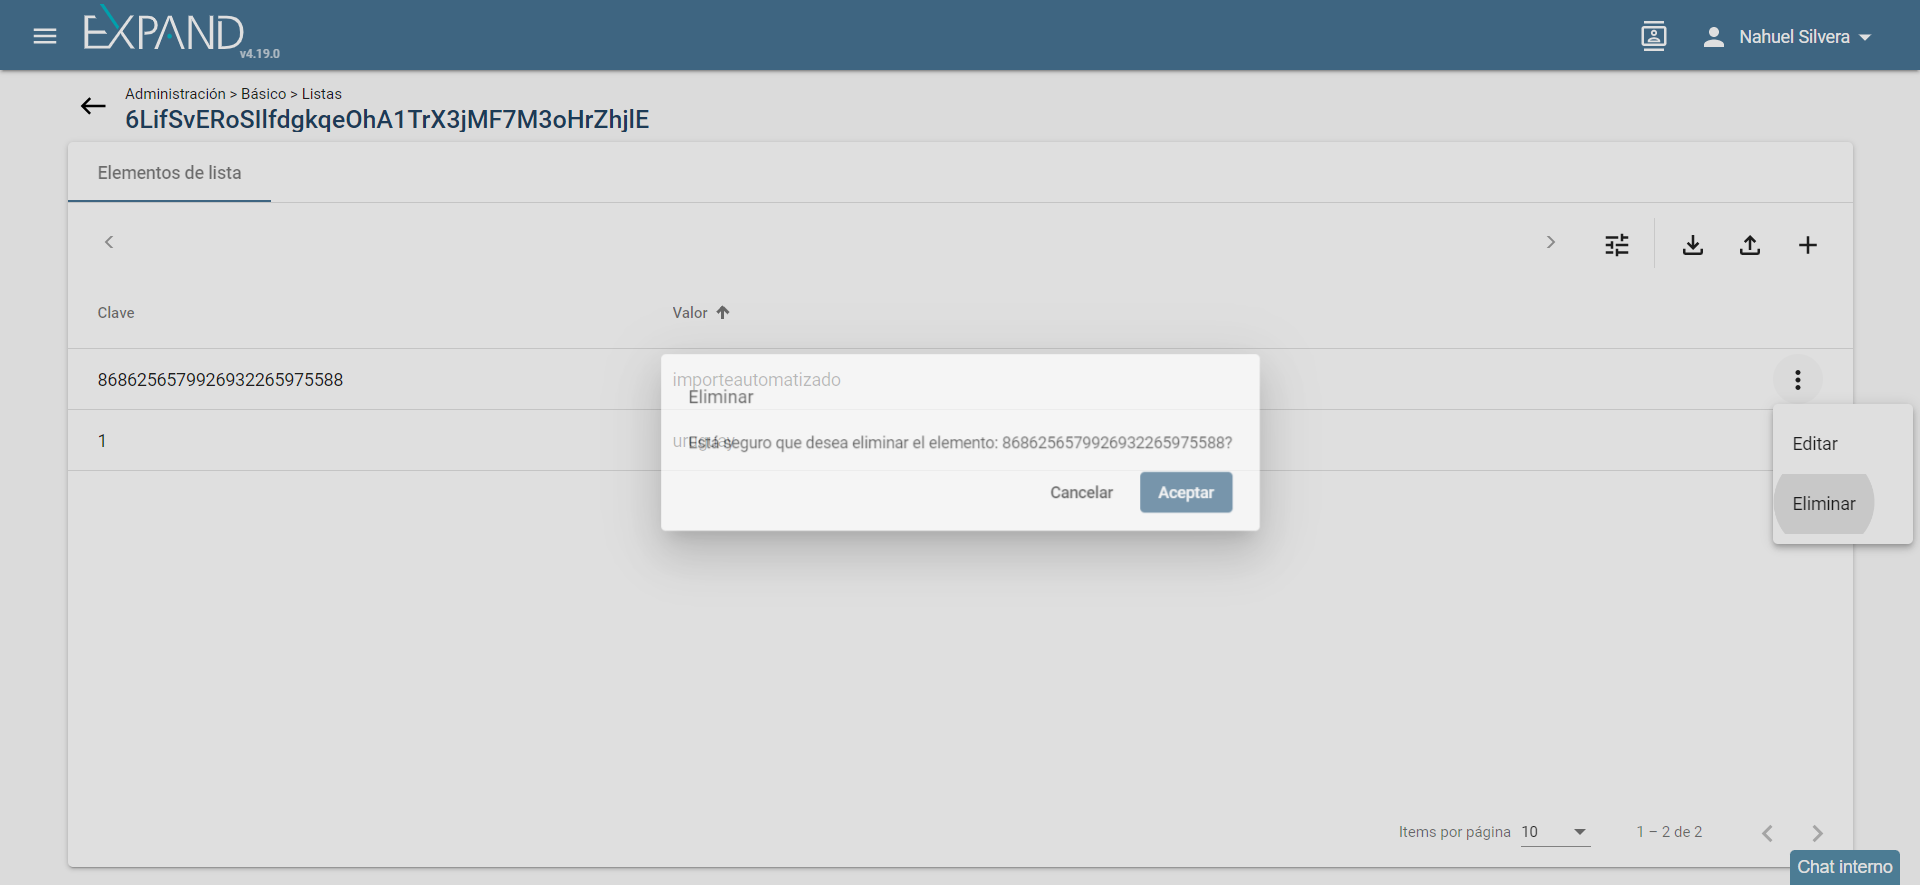 EXPAND
v4.19.0
Nahuel Silvera
Administración > Básico > Listas
6LifSvERoSIlfdgkqeOhA1TrX3jMF7M3oHrZhjlE
Elementos de lista
Clave
Valor
8686256579926932265975588
importeautomatizado
Eliminar
1
uruguay
Está seguro que desea eliminar el elemento: 8686256579926932265975588?
Cancelar
Aceptar
Editar
Eliminar
Items por página
10
1 – 2 de 2
Chat interno